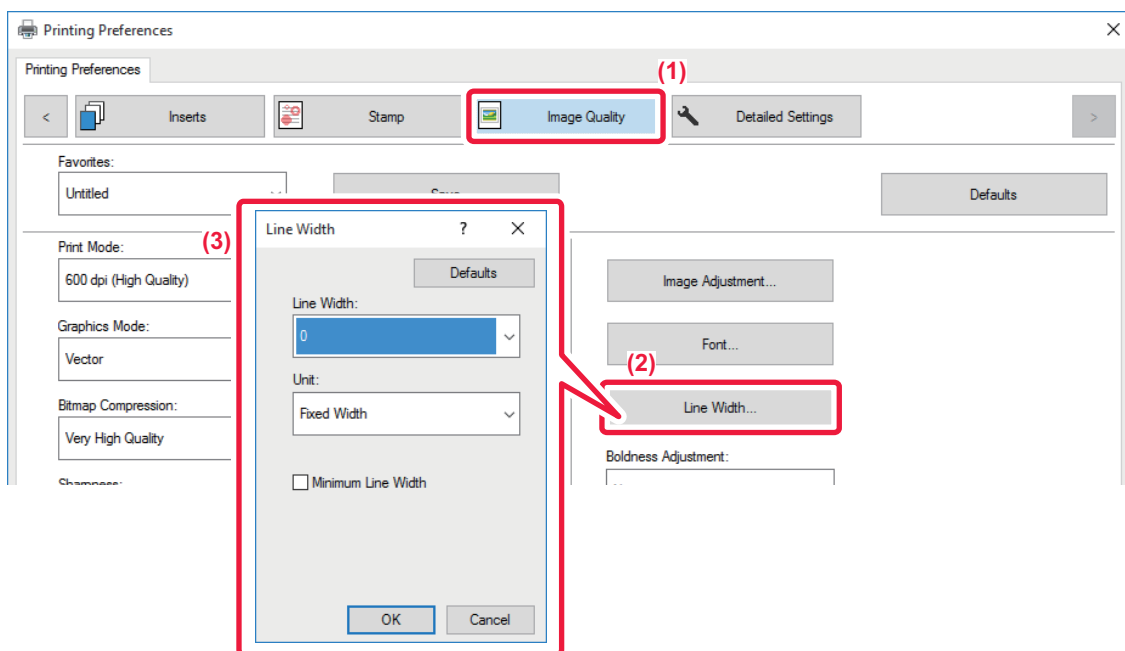 Printing Preferences
Printing Preferences
(1)
< Inserts Stamp Image Quality Detailed Settings >
Favorites:
Untitled Save Defaults
Print Mode:
600 dpi (High Quality)
Graphics Mode:
Vector
Bitmap Compression:
Very High Quality
Sharpness:
(3)
Line Width ?
Defaults
Line Width:
0
Unit:
Fixed Width
Minimum Line Width
OK Cancel
Image Adjustment...
Font...
(2)
Line Width...
Boldness Adjustment: